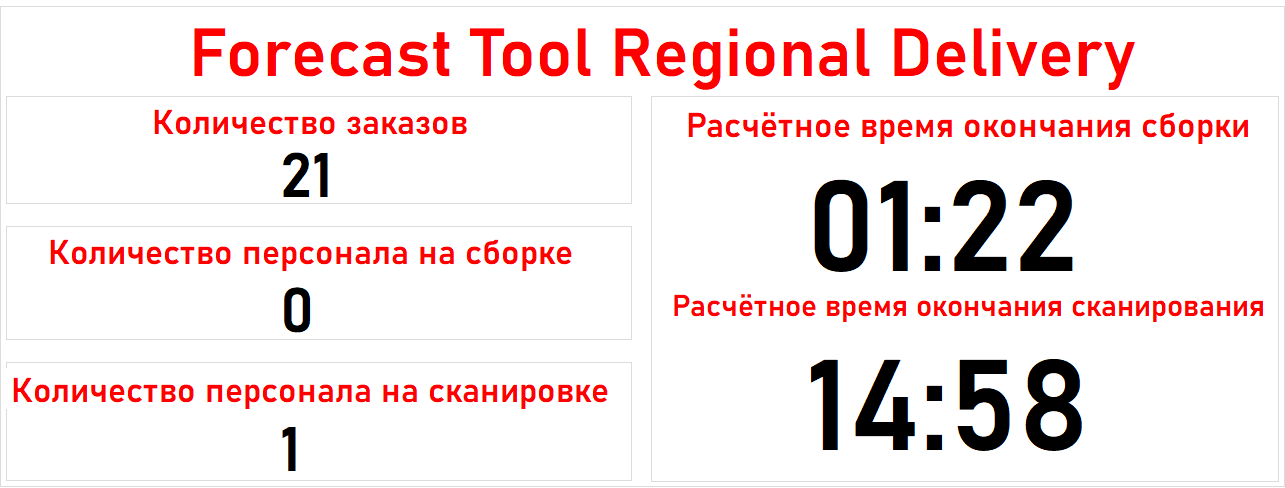 Forecast Tool Regional Delivery
Количество заказов
21
Количество персонала на сборке
0
Количество персонала на сканировке
1
Расчётное время окончания сборки
01:22
Расчётное время окончания сканирования
14:58